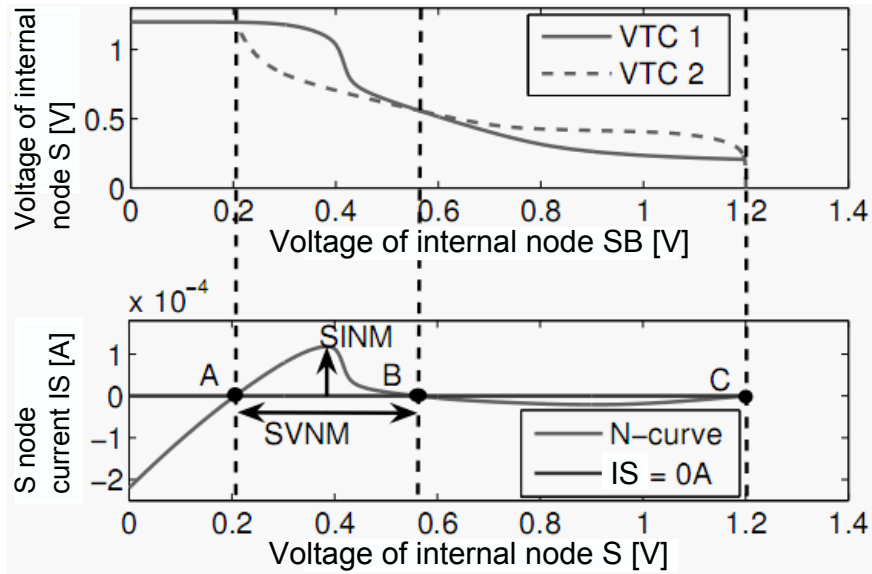 Voltage of internal
node S [V]
1
0.5
0
VTC 1
VTC 2
0 0.2 0.4 0.6 0.8 1 1.2 1.4
Voltage of internal node SB [V]
x 10⁻⁴
S node
current IS [A]
1
0
−1
−2
SINM
A
B
C
SVNM
N−curve
IS = 0A
0 0.2 0.4 0.6 0.8 1 1.2 1.4
Voltage of internal node S [V]